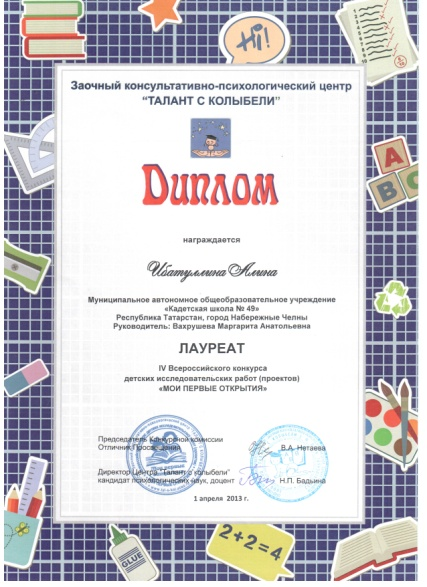 Hi!
Заочный консультативно-психологический центр
“ТАЛАНТ С КОЛЫБЕЛИ”
Диплом
награждается
Ибатуллина Алина
Муниципальное автономное общеобразовательное учреждение
«Кадетская школа № 49»
Республика Татарстан, город Набережные Челны
Руководитель: Вахрушева Маргарита Анатольевна
ЛАУРЕАТ
IV Всероссийского конкурса
детских исследовательских работ (проектов)
«МОИ ПЕРВЫЕ ОТКРЫТИЯ»
Председатель конкурсной комиссии
Отличник Просвещения В.А. Нетаева
Директор Центра “Талант с колыбели”
кандидат психологических наук, доцент Н.П. Бадьина
1 апреля 2013 г.
A
B
C
2+2=4
GLUE